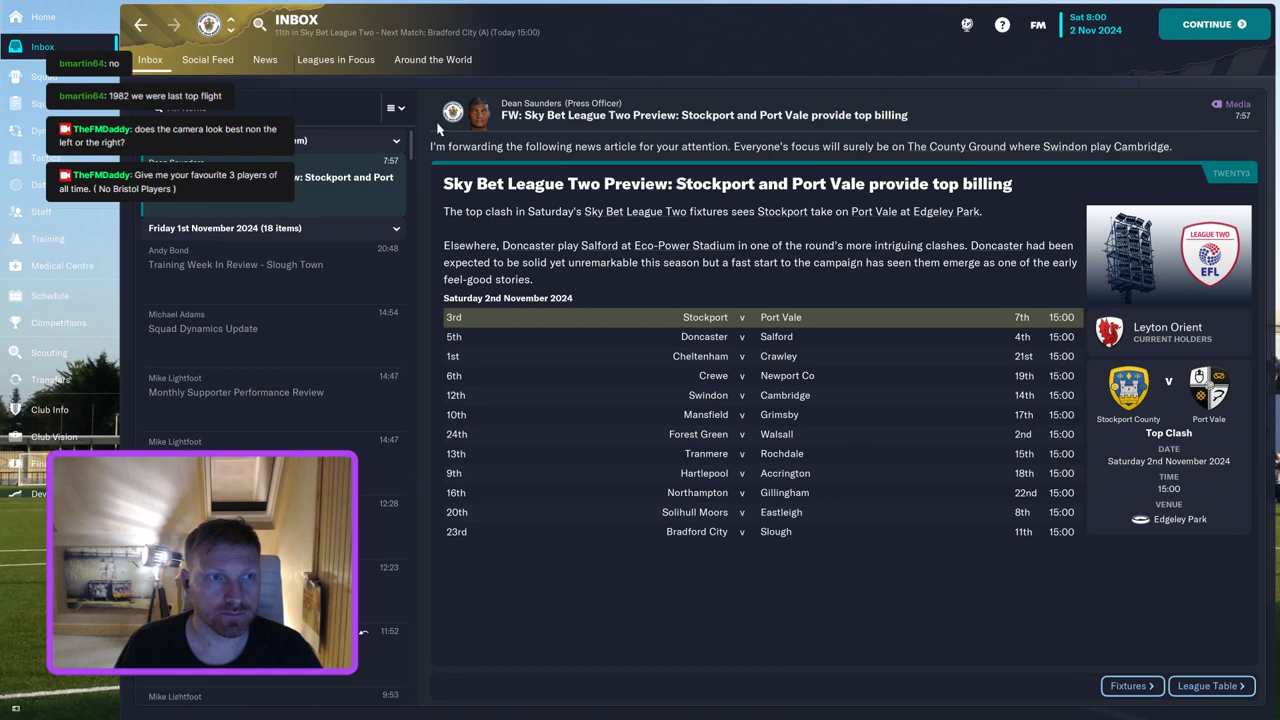 Home
INBOX
11th in Sky Bet League Two - Next Match: Bradford City (A) (Today 15:00)
FM
Sat 8:00
2 Nov 2024
CONTINUE
Inbox
Inbox
Social Feed
News
Leagues in Focus
Around the World
bmartin64: no
bmartin64: 1982 we were last top flight
TheFMDaddy: does the camera look best non the
left or the right?
TheFMDaddy: Give me your favourite 3 players of
all time. ( No Bristol Players )
Staff
Training
Medical Centre
Schedule
Competitions
Scouting
Transfers
Club Info
Club Vision
7:57
w: Stockport and Port
Friday 1st November 2024 (18 items)
Andy Bond
20:48
Training Week In Review - Slough Town
Michael Adams
14:54
Squad Dynamics Update
Mike Lightfoot
14:47
Monthly Supporter Performance Review
Mike Lightfoot
14:47
12:28
12:23
11:52
Mike Lightfoot
9:53
Dean Saunders (Press Officer)
FW: Sky Bet League Two Preview: Stockport and Port Vale provide top billing
Media
7:57
I'm forwarding the following news article for your attention. Everyone's focus will surely be on The County Ground where Swindon play Cambridge.
Sky Bet League Two Preview: Stockport and Port Vale provide top billing
TWENTY3
The top clash in Saturday's Sky Bet League Two fixtures sees Stockport take on Port Vale at Edgeley Park.
Elsewhere, Doncaster play Salford at Eco-Power Stadium in one of the round's more intriguing clashes. Doncaster had been
expected to be solid yet unremarkable this season but a fast start to the campaign has seen them emerge as one of the early
feel-good stories.
Saturday 2nd November 2024
3rd Stockport v Port Vale 7th 15:00
5th Doncaster v Salford 4th 15:00
1st Cheltenham v Crawley 21st 15:00
6th Crewe v Newport Co 19th 15:00
12th Swindon v Cambridge 14th 15:00
10th Mansfield v Grimsby 17th 15:00
24th Forest Green v Walsall 2nd 15:00
13th Tranmere v Rochdale 15th 15:00
9th Hartlepool v Accrington 18th 15:00
16th Northampton v Gillingham 22nd 15:00
20th Solihull Moors v Eastleigh 8th 15:00
23rd Bradford City v Slough 11th 15:00
LEAGUE TWO
EFL
Leyton Orient
CURRENT HOLDERS
v
Stockport County
Port Vale
Top Clash
DATE
Saturday 2nd November 2024
TIME
15:00
VENUE
Edgeley Park
Fixtures
League Table